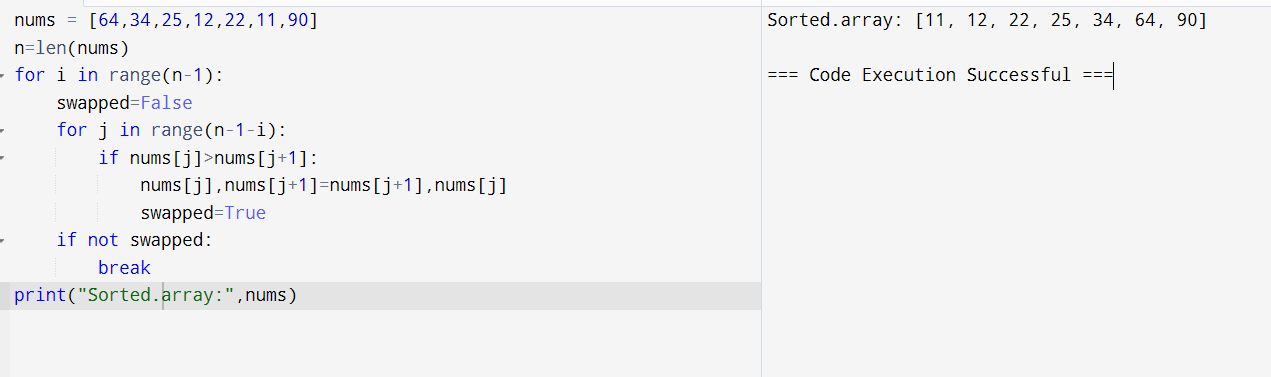 nums = [64,34,25,12,22,11,90]
n=len(nums)
for i in range(n-1):
    swapped=False
    for j in range(n-1-i):
        if nums[j]>nums[j+1]:
            nums[j],nums[j+1]=nums[j+1],nums[j]
            swapped=True
    if not swapped:
        break
print("Sorted.array:",nums)
Sorted.array: [11, 12, 22, 25, 34, 64, 90]
=== Code Execution Successful ===